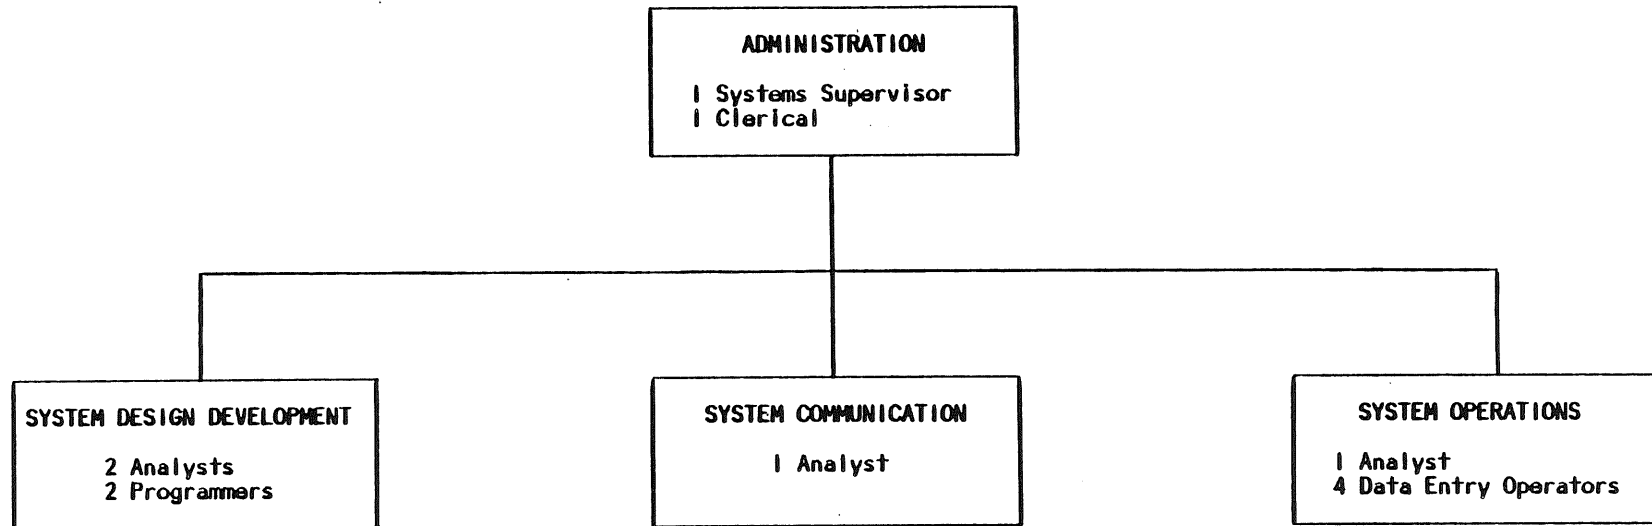 ADMINISTRATION
1 Systems Supervisor
1 Clerical
SYSTEM DESIGN DEVELOPMENT
2 Analysts
2 Programmers
SYSTEM COMMUNICATION
1 Analyst
SYSTEM OPERATIONS
1 Analyst
4 Data Entry Operators